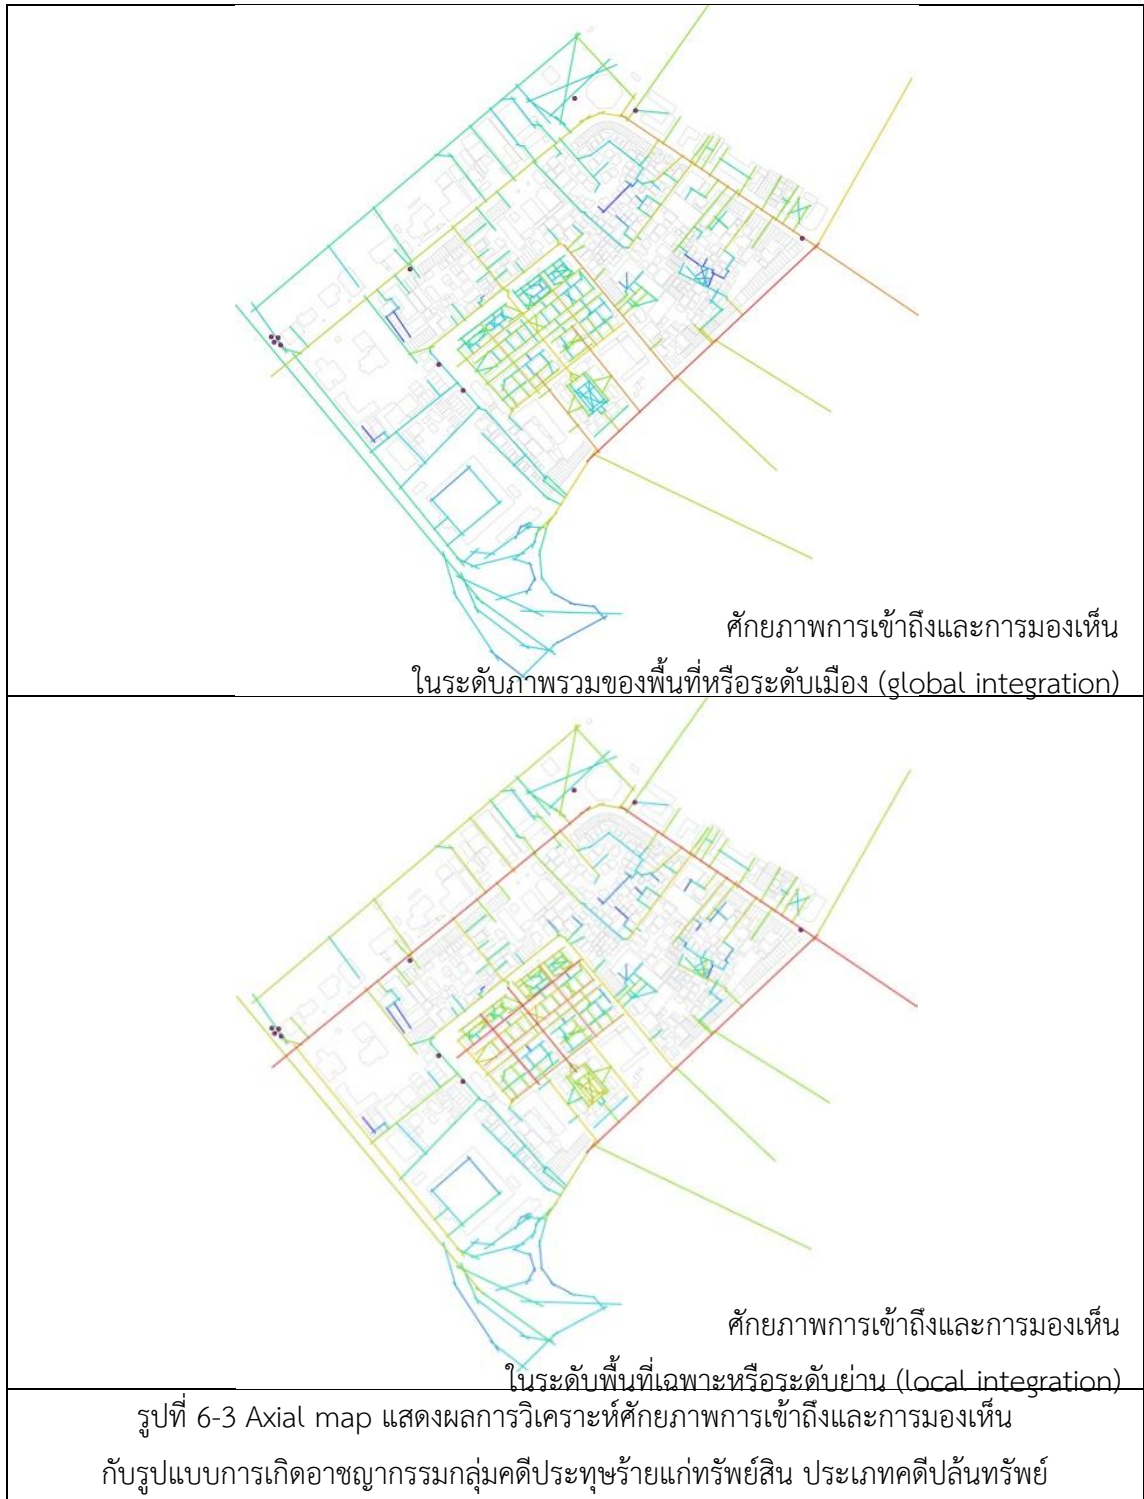 ศักยภาพการเข้าถึงและการมองเห็น
ในระดับภาพรวมของพื้นที่หรือระดับเมือง (global integration)
ศักยภาพการเข้าถึงและการมองเห็น
ในระดับพื้นที่เฉพาะหรือระดับย่าน (local integration)
รูปที่ 6-3 Axial map แสดงผลการวิเคราะห์ศักยภาพการเข้าถึงและการมองเห็น
กับรูปแบบการเกิดอาชญากรรมกลุ่มคดีประทุษร้ายแก่ทรัพย์สิน ประเภทคดีปล้นทรัพย์